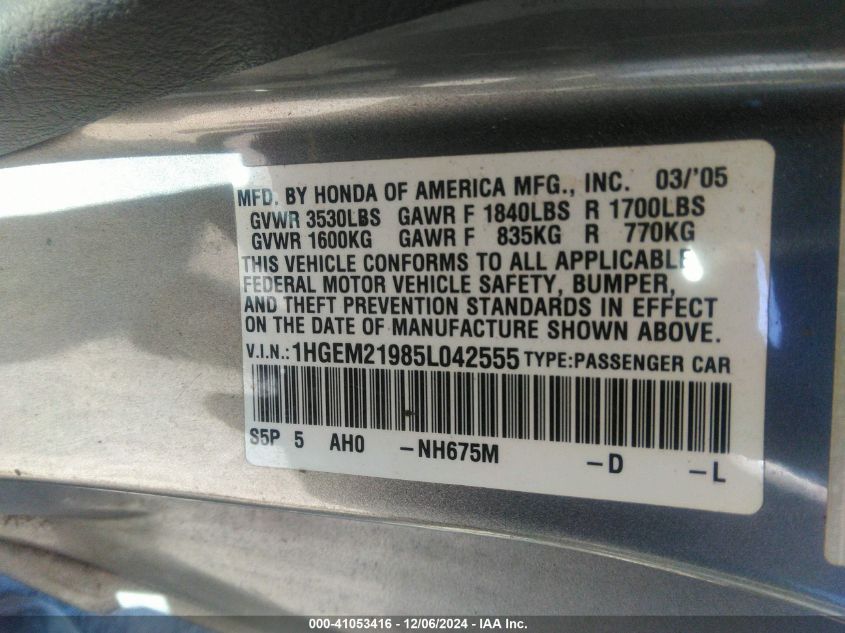 MFD. BY HONDA OF AMERICA MFG., INC. 03/'05
GVWR 3530LBS GAWR F 1840LBS R 1700LBS
GVWR 1600KG GAWR F 835KG R 770KG
THIS VEHICLE CONFORMS TO ALL APPLICABLE
FEDERAL MOTOR VEHICLE SAFETY, BUMPER,
AND THEFT PREVENTION STANDARDS IN EFFECT
ON THE DATE OF MANUFACTURE SHOWN ABOVE.
V.I.N.: 1HGEM21985L042555 TYPE:PASSENGER CAR
S5P 5 AH0 -NH675M -D -L
000-41053416 - 12/06/2024 - IAA Inc.